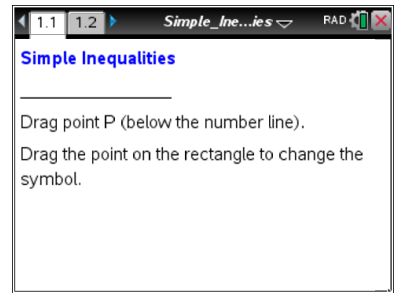 1.1 1.2 Simple_Ine...ies RAD
Simple Inequalities
Drag point P (below the number line).
Drag the point on the rectangle to change the
symbol.